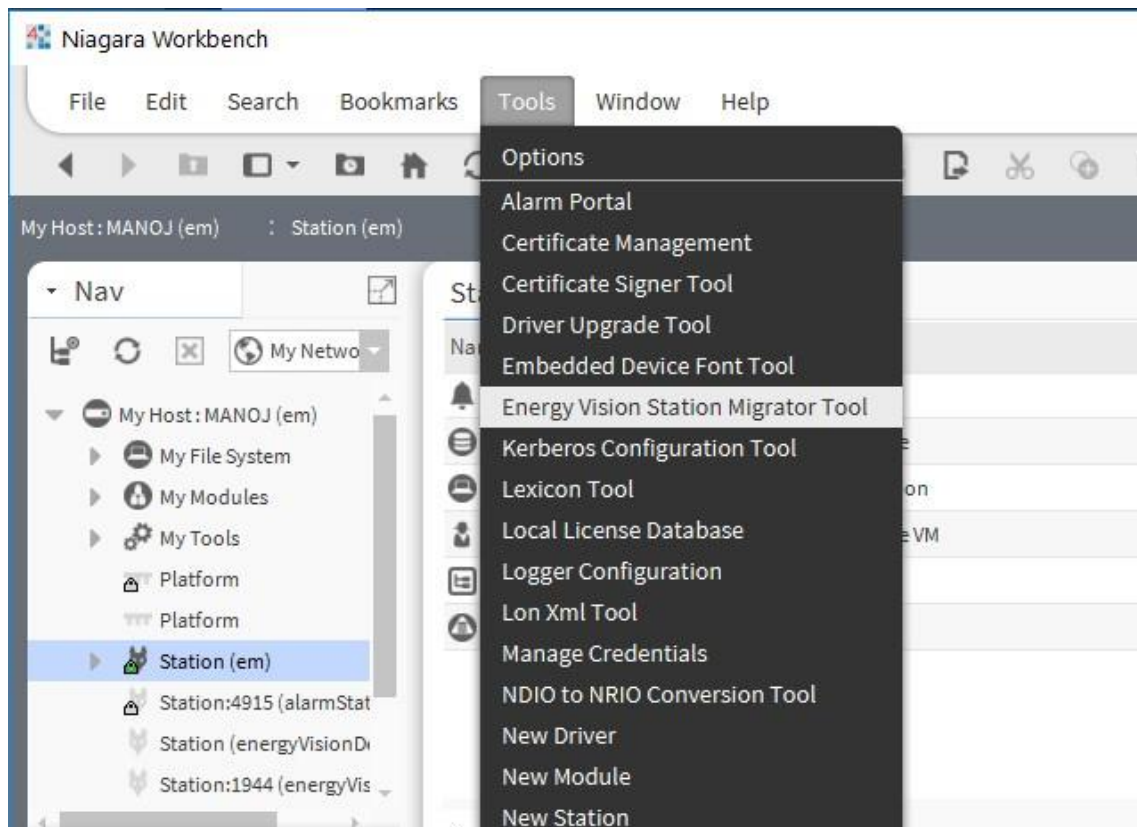 Niagara Workbench
File Edit Search Bookmarks Tools Window Help
Options
My Host : MANOJ (em) : Station (em)
Alarm Portal
Certificate Management
Certificate Signer Tool
Driver Upgrade Tool
Embedded Device Font Tool
Energy Vision Station Migrator Tool
Kerberos Configuration Tool
Lexicon Tool
Local License Database
Logger Configuration
Lon Xml Tool
Manage Credentials
NDIO to NRIO Conversion Tool
New Driver
New Module
New Station
Nav
My Netwo
My Host : MANOJ (em)
My File System
My Modules
My Tools
Platform
Platform
Station (em)
Station:4915 (alarmStat
Station (energyVisionD
Station:1944 (energyVis
St
Na
e
on
e VM